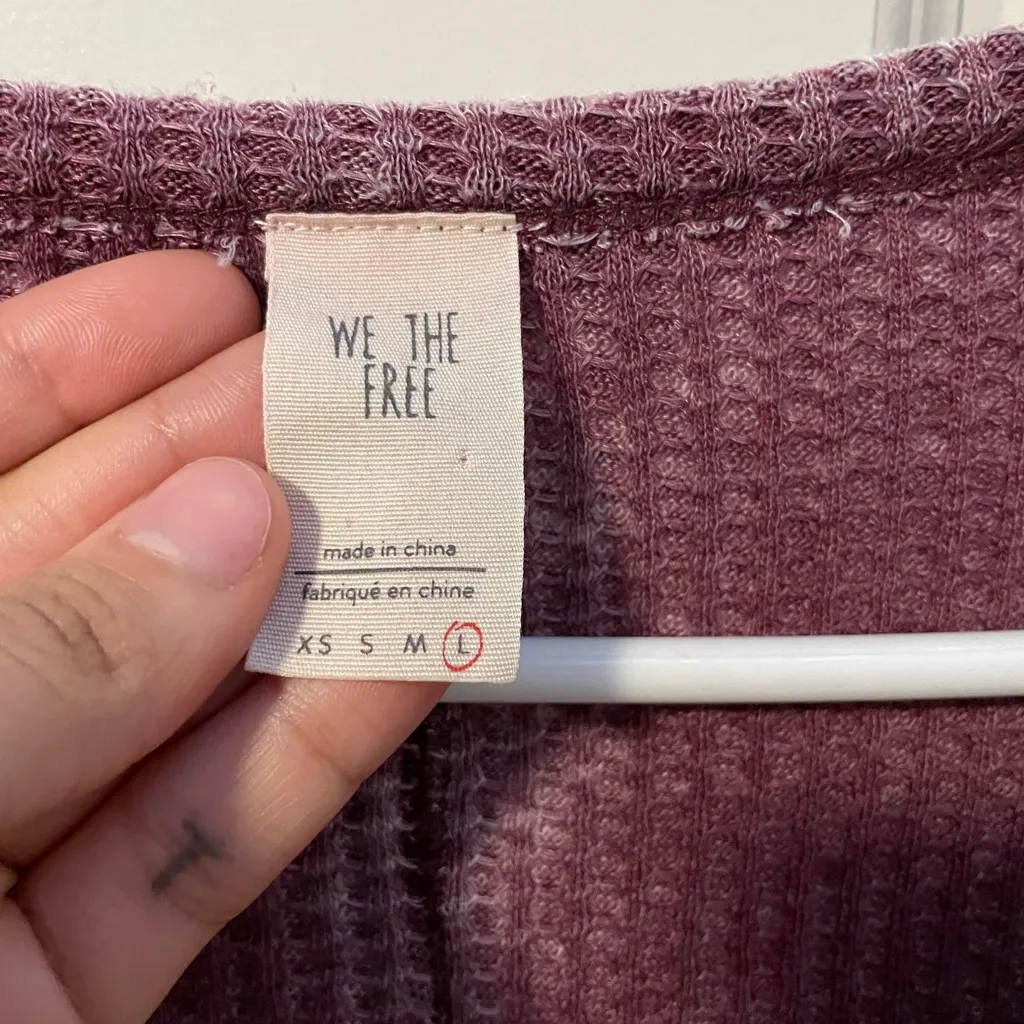 WE THE
FREE
made in china
fabriqué en chine
XS S M L